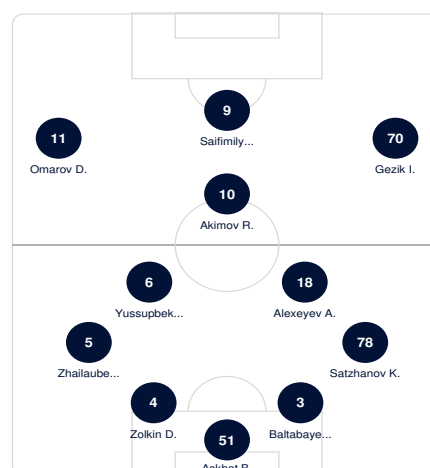 9
Saifimily...
11
70
Omarov D.
Gezik I.
10
Akimov R.
6
18
Yussupbek...
Alexeyev A.
5
78
Zhailaube...
Satzhanov K.
4
3
Zolkin D.
Baltabaye...
51